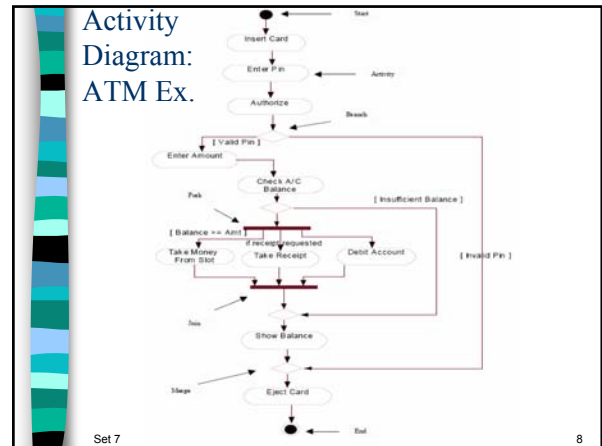 Activity
Diagram:
ATM Ex.
Start
Insert Card
Enter Pin
Activity
Authorize
Branch
[ Valid Pin ]
Enter Amount
Check A/C
Balance
[ Insufficient Balance ]
Fork
[ Balance >= Amt ]
if receipt requested
Take Money
From Slot
Take Receipt
Debit Account
[ Invalid Pin ]
Join
Show Balance
Merge
Eject Card
End
Set 7
8